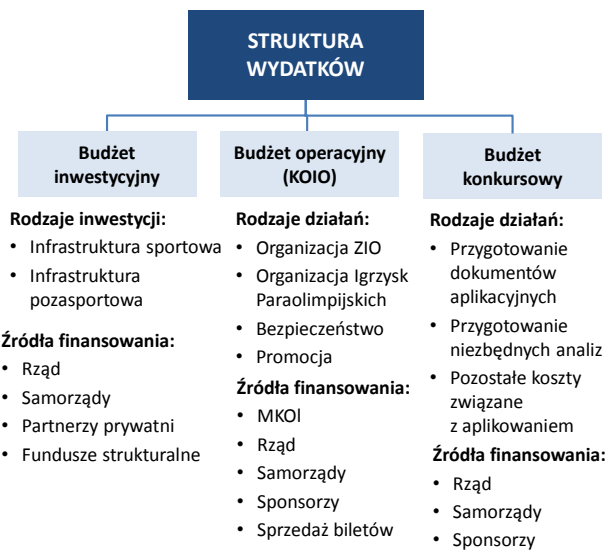 STRUKTURA
WYDATKÓW
Budżet
inwestycyjny
Rodzaje inwestycji:
• Infrastruktura sportowa
• Infrastruktura
pozasportowa
Źródła finansowania:
• Rząd
• Samorządy
• Partnerzy prywatni
• Fundusze strukturalne
Budżet operacyjny
(KOIO)
Rodzaje działań:
• Organizacja ZIO
• Organizacja Igrzysk
Paraolimpijskich
• Bezpieczeństwo
• Promocja
Źródła finansowania:
• MKOl
• Rząd
• Samorządy
• Sponsorzy
• Sprzedaż biletów
Budżet
konkursowy
Rodzaje działań:
• Przygotowanie
dokumentów
aplikacyjnych
• Przygotowanie
niezbędnych analiz
• Pozostałe koszty
związane
z aplikowaniem
Źródła finansowania:
• Rząd
• Samorządy
• Sponsorzy